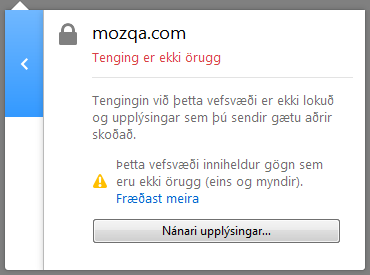 mozqa.com
Tenging er ekki örugg
Tengingin við þetta vefsvæði er ekki lokuð
og upplýsingar sem þú sendir gætu aðrir
skoðað.
Þetta vefsvæði inniheldur gögn sem
eru ekki örugg (eins og myndir).
Fræðast meira
Nánari upplýsingar...